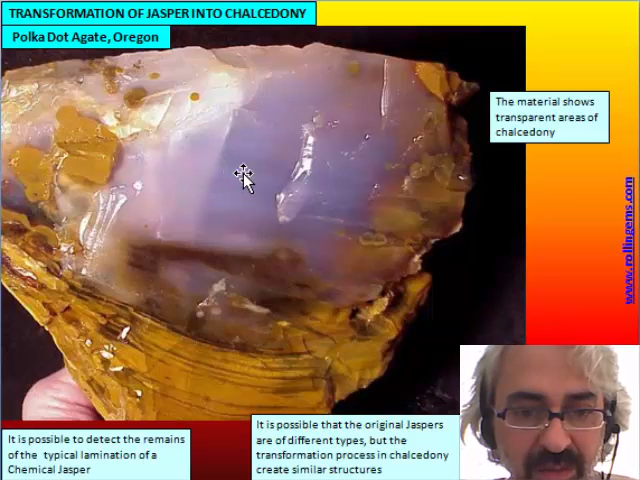 TRANSFORMATION OF JASPER INTO CHALCEDONY
Polka Dot Agate, Oregon
The material shows
transparent areas of
chalcedony
www.rollingems.com
It is possible to detect the remains
of the typical lamination of a
Chemical Jasper
It is possible that the original Jaspers
are of different types, but the
transformation process in chalcedony
create similar structures